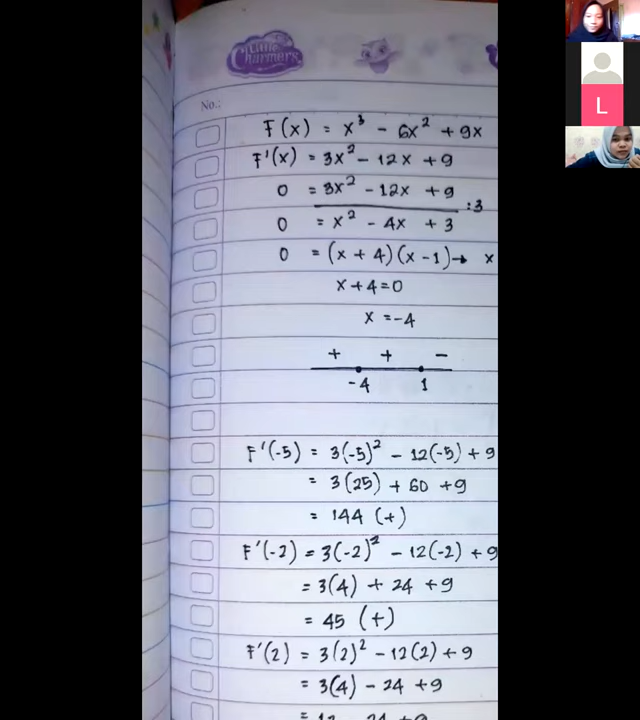 Little
Charmers
No.:
F(x) = x³ - 6x² + 9x
F'(x) = 3x² - 12x + 9
0 = 3x² - 12x + 9 :3
0 = x² - 4x + 3
0 = (x + 4)(x - 1) → x
x + 4 = 0
x = -4
+ + -
-4 1
F'(-5) = 3(-5)² - 12(-5) + 9
= 3(25) + 60 + 9
= 144 (+)
F'(-2) = 3(-2)² - 12(-2) + 9
= 3(4) + 24 + 9
= 45 (+)
F'(2) = 3(2)² - 12(2) + 9
= 3(4) - 24 + 9
= 12 - 24 + 9
L